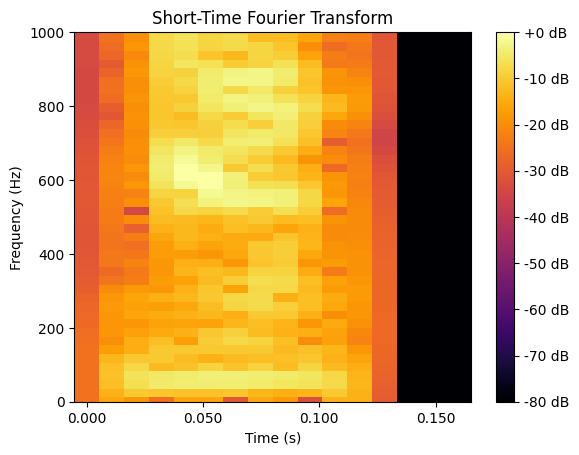 Short-Time Fourier Transform
1000
800
600
400
200
0
Frequency (Hz)
0.000
0.050
0.100
0.150
Time (s)
+0 dB
-10 dB
-20 dB
-30 dB
-40 dB
-50 dB
-60 dB
-70 dB
-80 dB